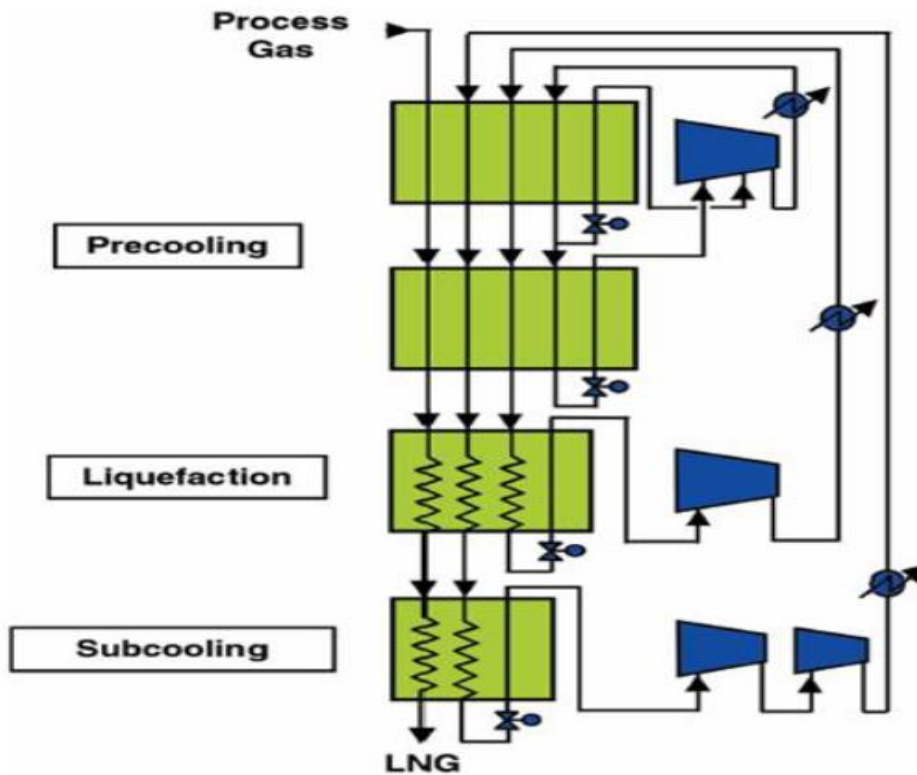 Process
Gas
Precooling
Liquefaction
Subcooling
LNG